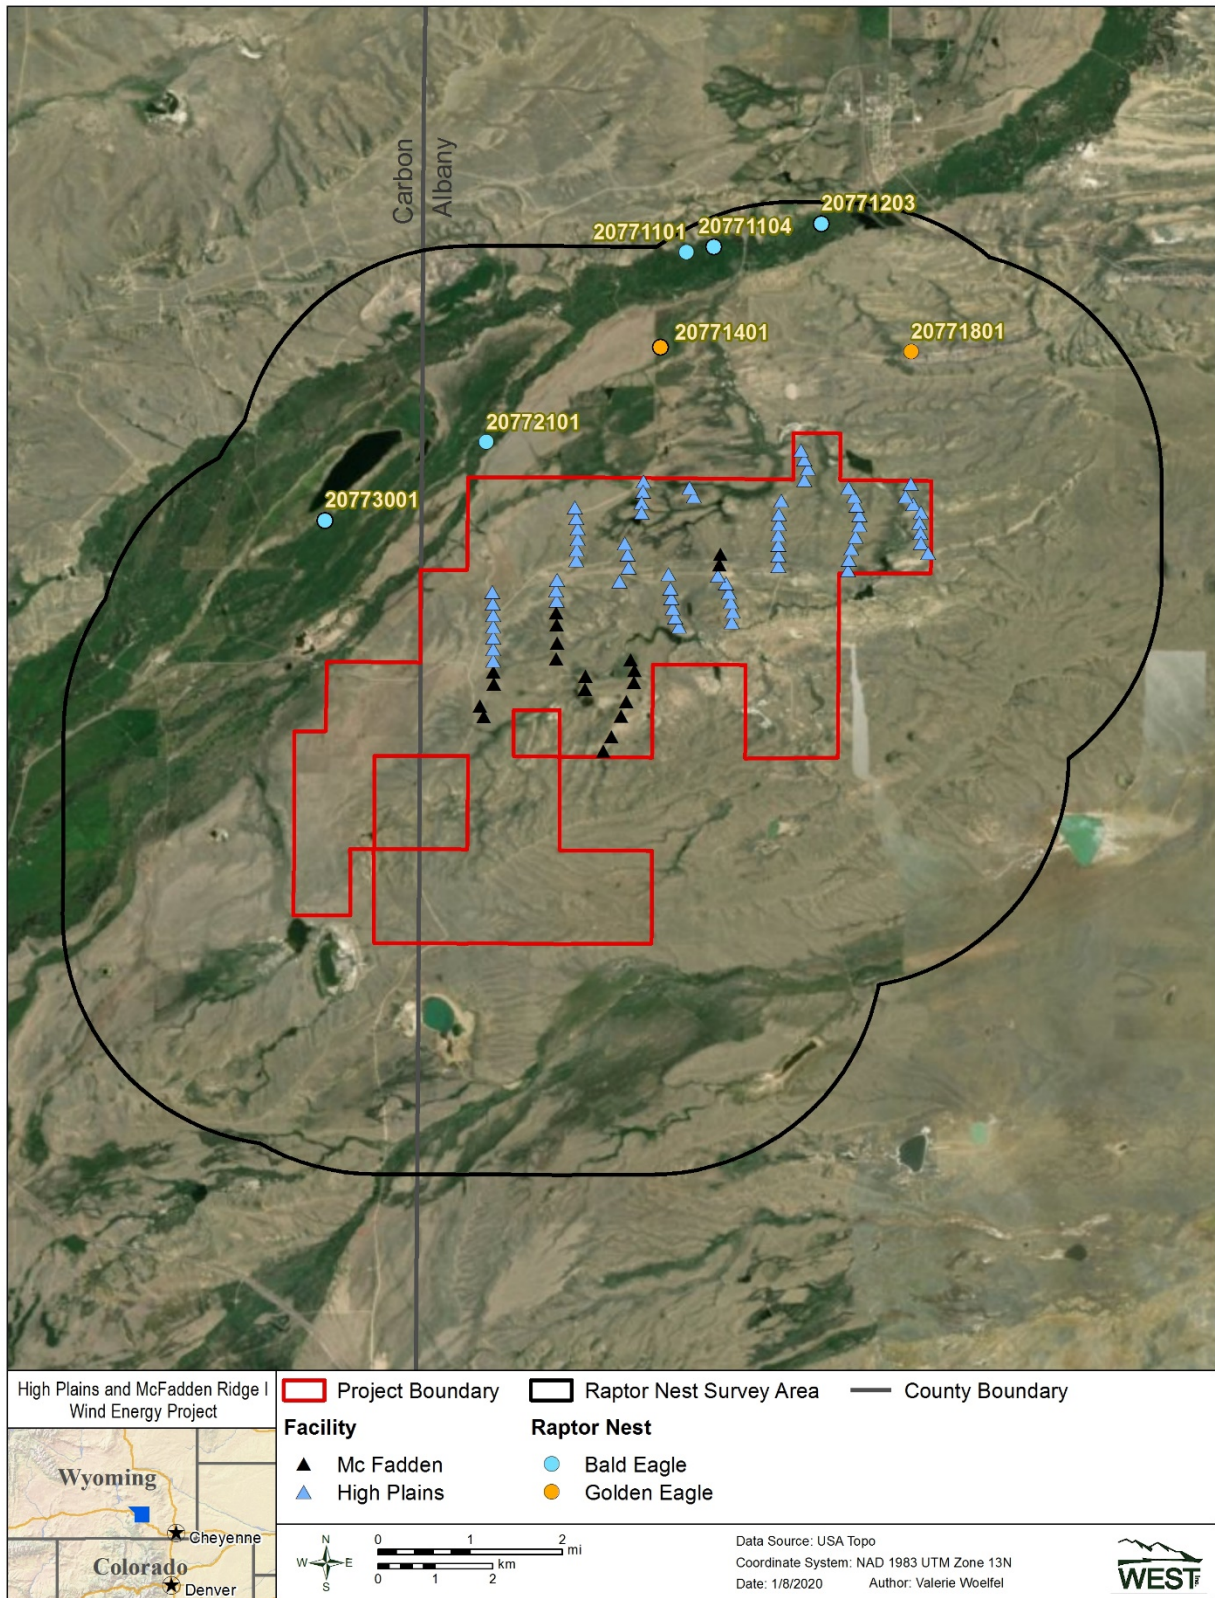 Carbon
Albany
20771203
20771101
20771104
20771401
20771801
20772101
20773001
High Plains and McFadden Ridge I
Wind Energy Project
Wyoming
Cheyenne
Colorado
Denver
Project Boundary
Raptor Nest Survey Area
County Boundary
Facility
Raptor Nest
Mc Fadden
Bald Eagle
High Plains
Golden Eagle
N
W E
S
0 1 2
mi
km
0 1 2
Data Source: USA Topo
Coordinate System: NAD 1983 UTM Zone 13N
Date: 1/8/2020 Author: Valerie Woelfel
WEST Inc.